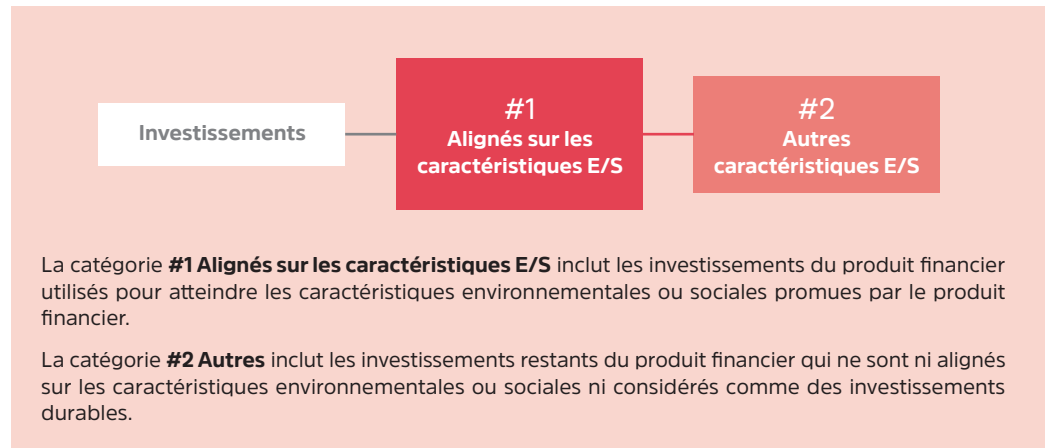 Investissements
#1
Alignés sur les
caractéristiques E/S
#2
Autres
caractéristiques E/S
La catégorie #1 Alignés sur les caractéristiques E/S inclut les investissements du produit financier
utilisés pour atteindre les caractéristiques environnementales ou sociales promues par le produit
financier.
La catégorie #2 Autres inclut les investissements restants du produit financier qui ne sont ni alignés
sur les caractéristiques environnementales ou sociales ni considérés comme des investissements
durables.